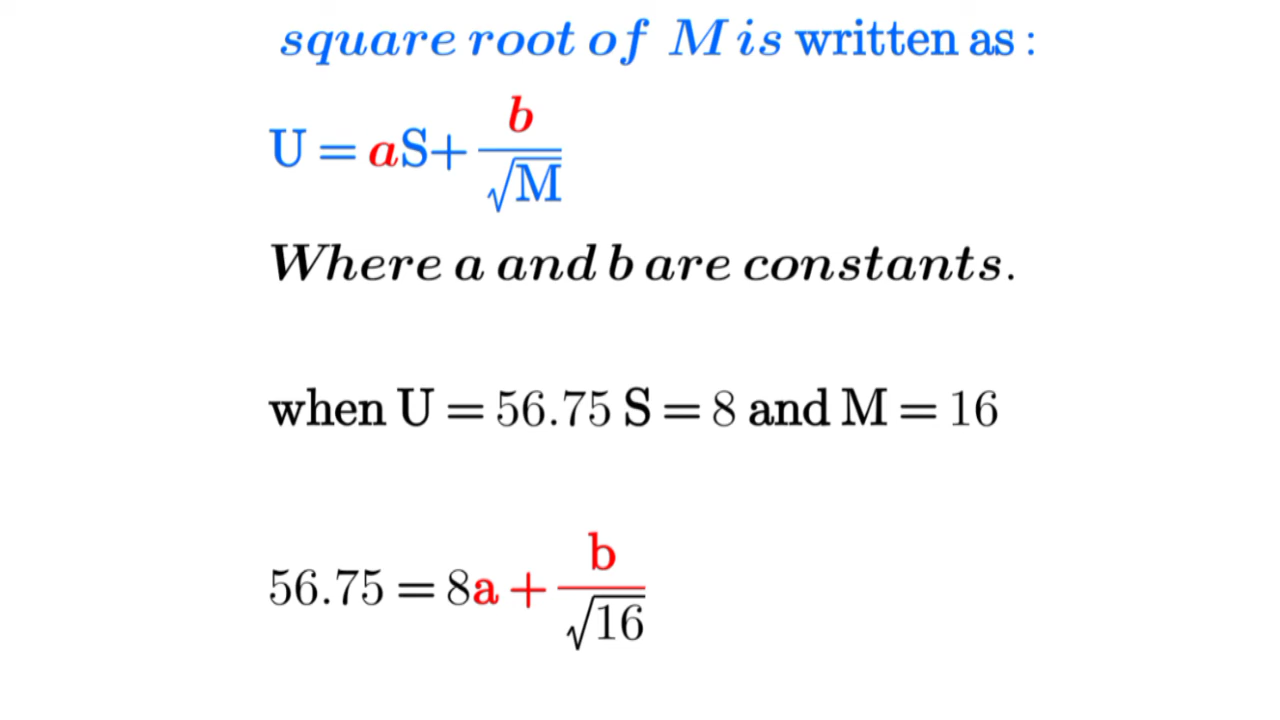 square root of M is written as :
U = aS+ b/√M
Where a and b are constants.
when U = 56.75 S = 8 and M = 16
56.75 = 8a + b/√16